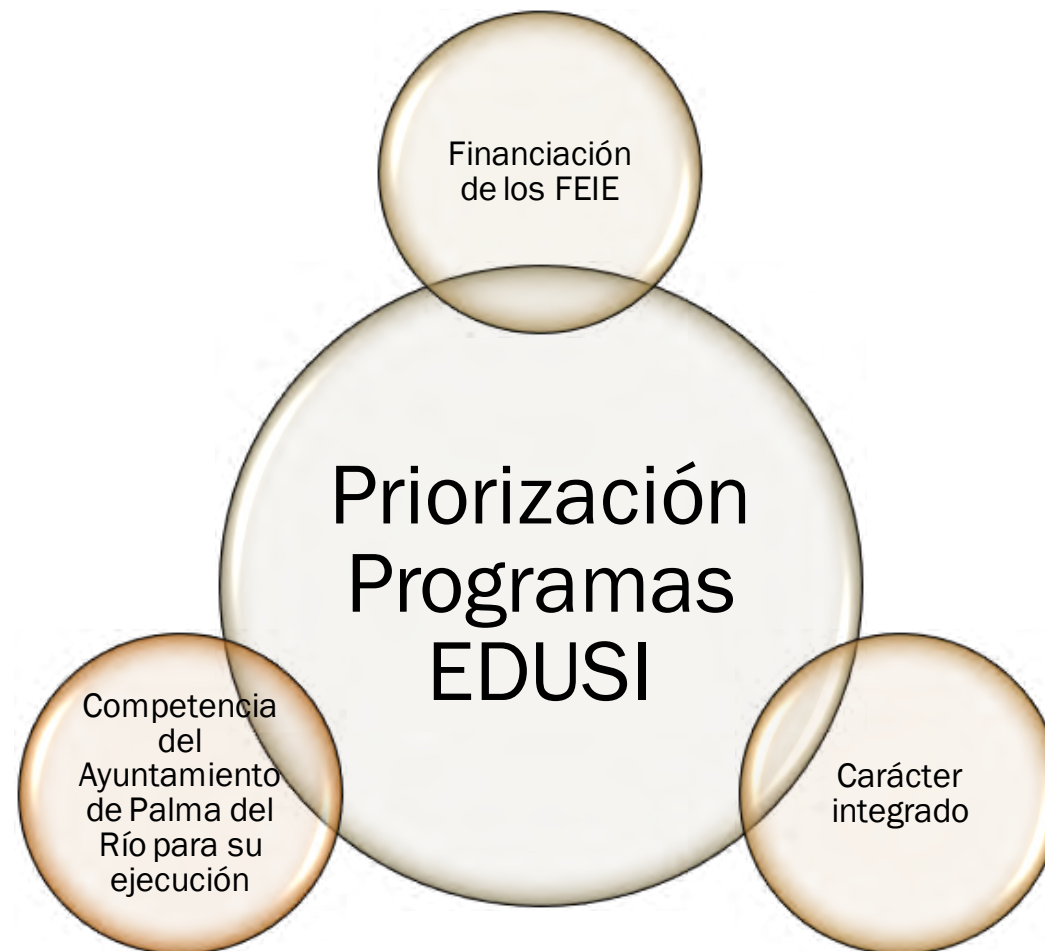 Financiación
de los FEIE
Priorización
Programas
EDUSI
Competencia
del
Ayuntamiento
de Palma del
Río para su
ejecución
Carácter
integrado